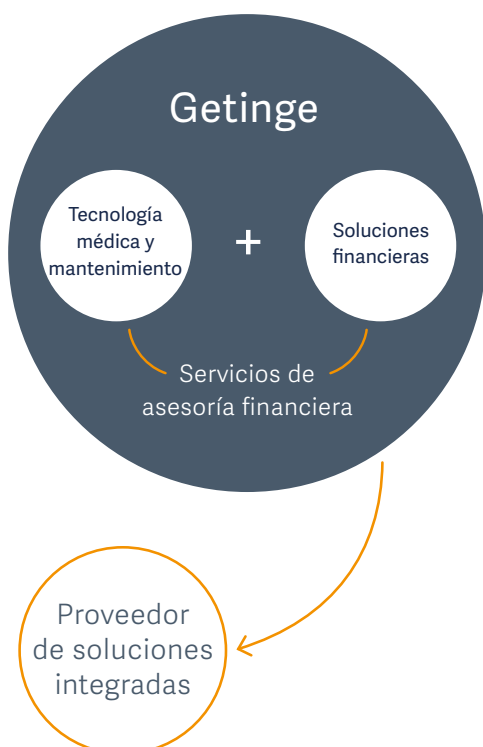 Getinge
Tecnología
médica y
mantenimiento
+
Soluciones
financieras
Servicios de
asesoría financiera
Proveedor
de soluciones
integradas